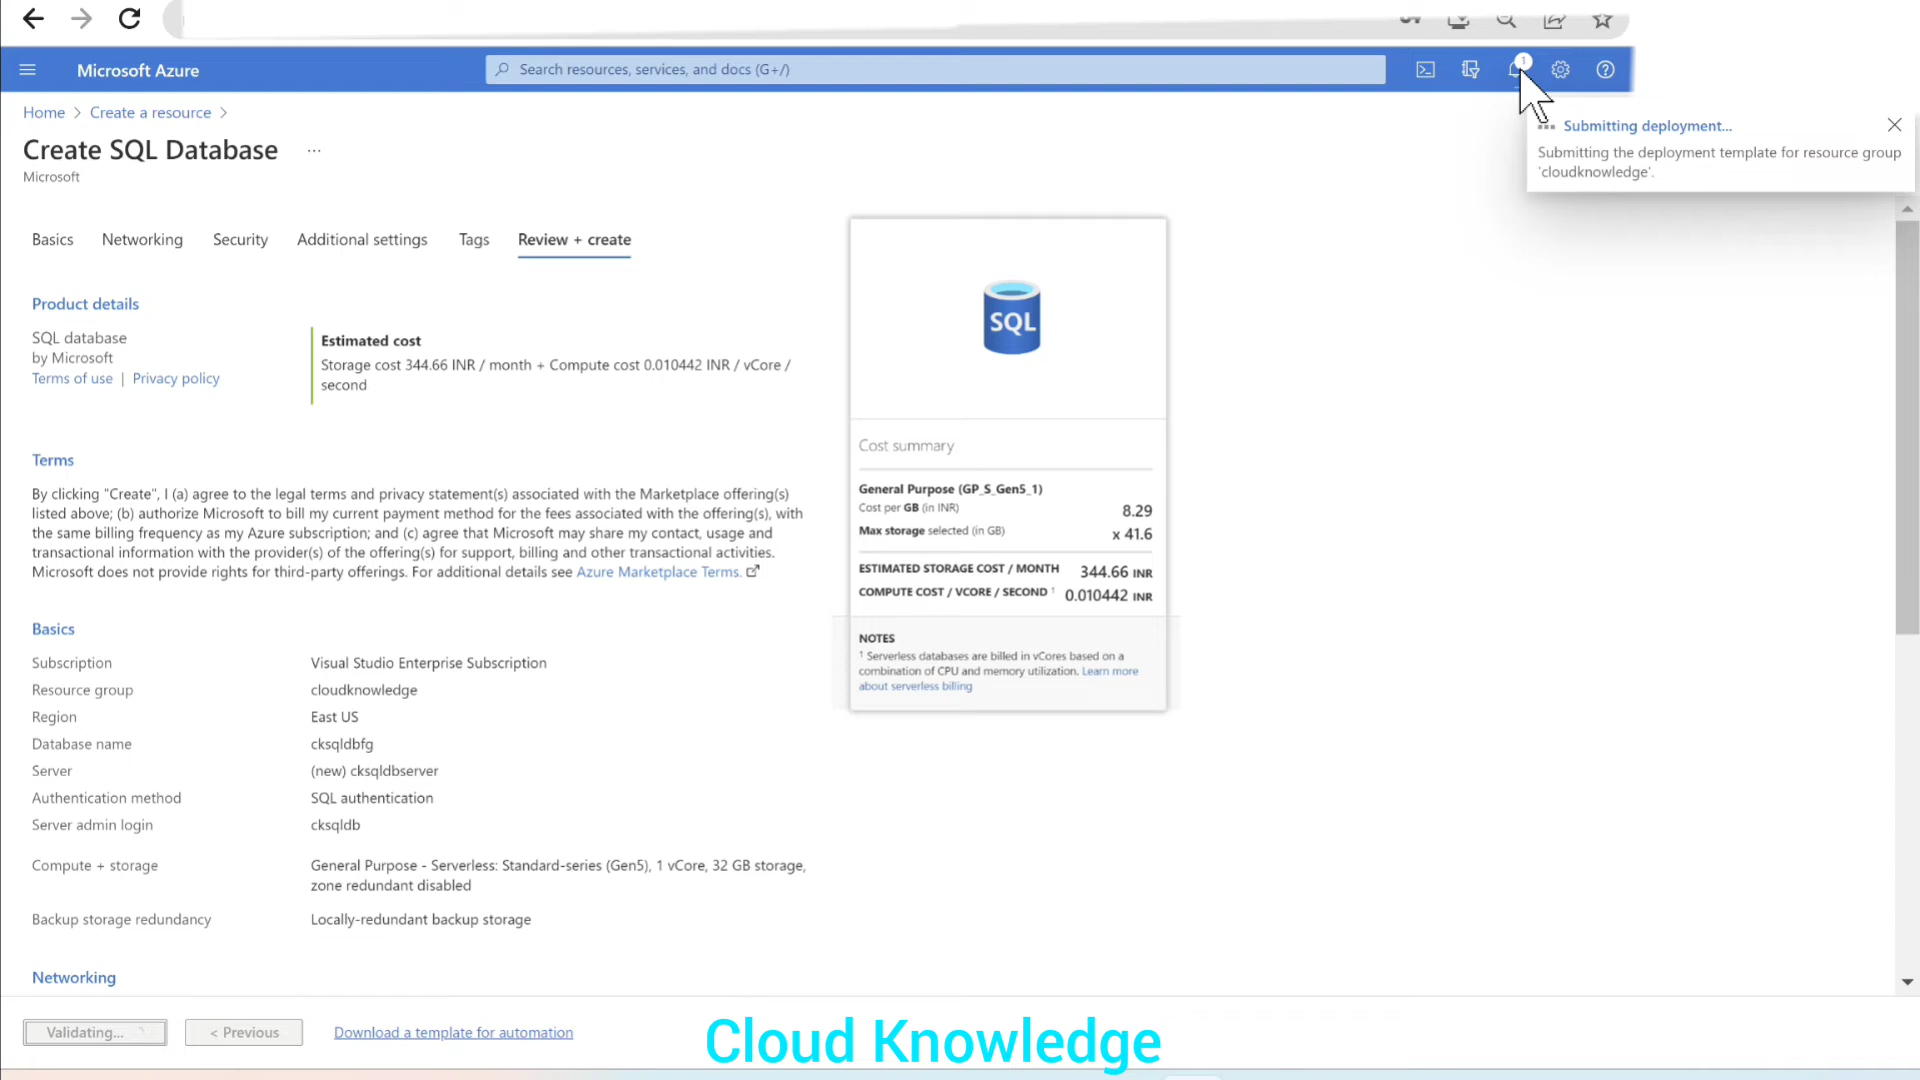 Microsoft Azure
Search resources, services, and docs (G+/)
1
Home > Create a resource >
Create SQL Database ...
Microsoft
Submitting deployment...
Submitting the deployment template for resource group
'cloudknowledge'.
Basics Networking Security Additional settings Tags Review + create
Product details
SQL database
by Microsoft
Terms of use | Privacy policy
Estimated cost
Storage cost 344.66 INR / month + Compute cost 0.010442 INR / vCore /
second
Terms
By clicking "Create", I (a) agree to the legal terms and privacy statement(s) associated with the Marketplace offering(s)
listed above; (b) authorize Microsoft to bill my current payment method for the fees associated with the offering(s), with
the same billing frequency as my Azure subscription; and (c) agree that Microsoft may share my contact, usage and
transactional information with the provider(s) of the offering(s) for support, billing and other transactional activities.
Microsoft does not provide rights for third-party offerings. For additional details see Azure Marketplace Terms.
Basics
Subscription Visual Studio Enterprise Subscription
Resource group cloudknowledge
Region East US
Database name cksqldbfg
Server (new) cksqldbserver
Authentication method SQL authentication
Server admin login cksqldb
Compute + storage General Purpose - Serverless: Standard-series (Gen5), 1 vCore, 32 GB storage,
zone redundant disabled
Backup storage redundancy Locally-redundant backup storage
Networking
SQL
Cost summary
General Purpose (GP_S_Gen5_1)
Cost per GB (in INR) 8.29
Max storage selected (in GB) x 41.6
ESTIMATED STORAGE COST / MONTH 344.66 INR
COMPUTE COST / VCORE / SECOND 1 0.010442 INR
NOTES
1 Serverless databases are billed in vCores based on a
combination of CPU and memory utilization. Learn more
about serverless billing
Validating... < Previous Download a template for automation
Cloud Knowledge